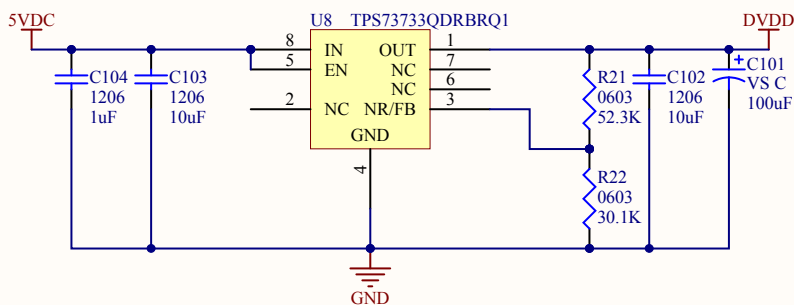 5VDC
U8 TPS73733QDRBRQ1
DVDD
8 IN OUT 1
5 EN NC 7
NC 6
2 NC NR/FB 3
GND
4
C104
1206
1uF
C103
1206
10uF
R21
0603
52.3K
C102
1206
10uF
+
C101
VS C
100uF
R22
0603
30.1K
GND